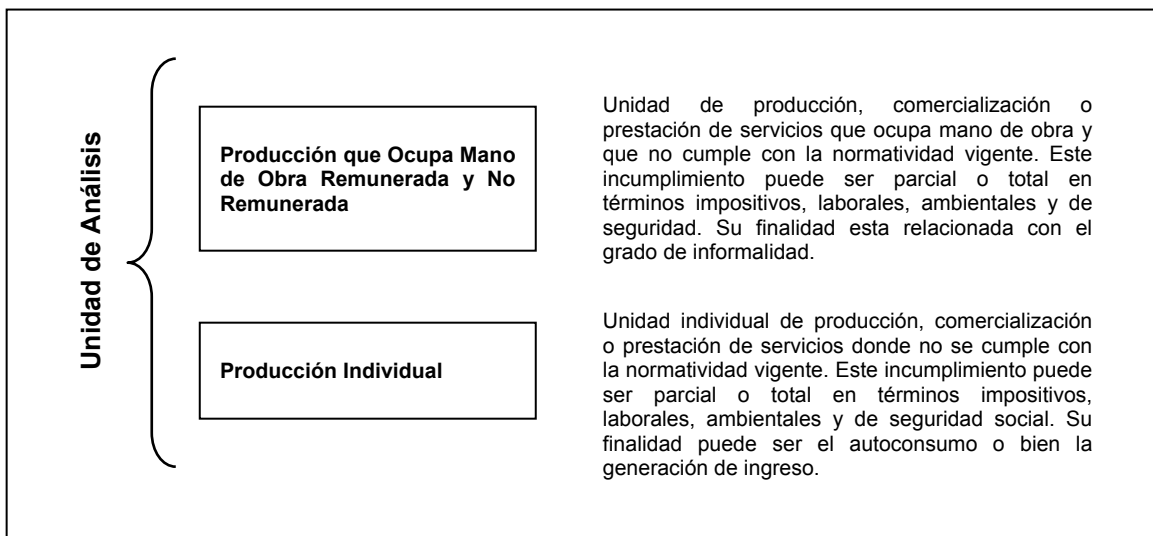 Unidad de Análisis
Producción que Ocupa Mano
de Obra Remunerada y No
Remunerada
Unidad de producción, comercialización o
prestación de servicios que ocupa mano de obra y
que no cumple con la normatividad vigente. Este
incumplimiento puede ser parcial o total en
términos impositivos, laborales, ambientales y de
seguridad. Su finalidad esta relacionada con el
grado de informalidad.
Producción Individual
Unidad individual de producción, comercialización
o prestación de servicios donde no se cumple con
la normatividad vigente. Este incumplimiento puede
ser parcial o total en términos impositivos,
laborales, ambientales y de seguridad social. Su
finalidad puede ser el autoconsumo o bien la
generación de ingreso.